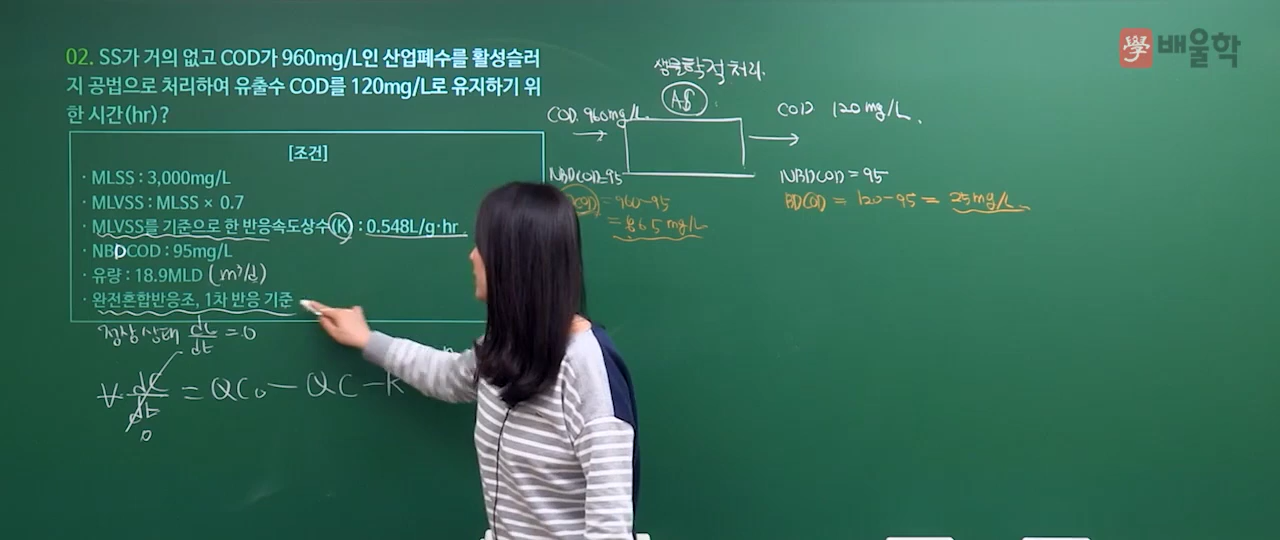 02. SS가 거의 없고 COD가 960mg/L인 산업폐수를 활성슬러
지 공법으로 처리하여 유출수 COD를 120mg/L로 유지하기 위
한 시간(hr)?
[조건]
· MLSS : 3,000mg/L
· MLVSS : MLSS × 0.7
· MLVSS를 기준으로 한 반응속도상수(K) : 0.548L/g·hr
· NBDCOD : 95mg/L
· 유량 : 18.9MLD (m³/d)
· 완전혼합반응조, 1차 반응 기준
정상상태 dC/dt = 0
V dC/dt = QC₀ - QC - K
0
생물학적 처리.
A.S
COD. 960mg/L.
COD 120mg/L.
NBDCOD=95
NBDCOD = 95
= 960-95
= 865 mg/L
BDCOD = 120-95 = 25mg/L.
學 배울학